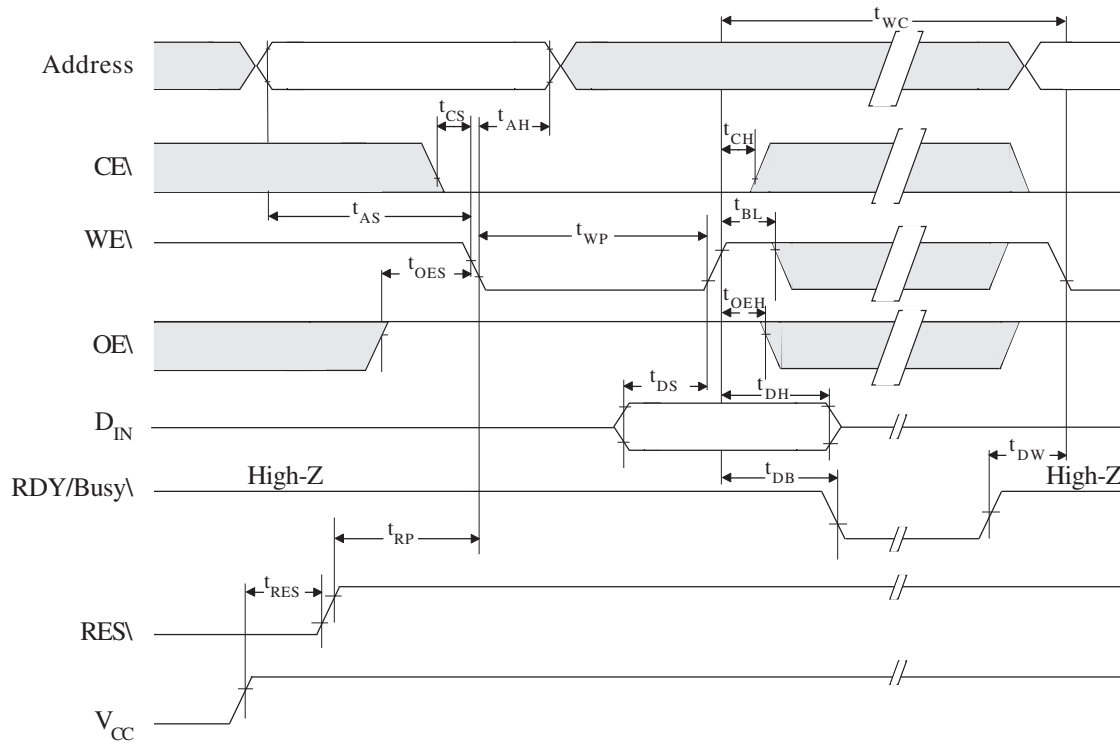 tWC
Address
tCS
tAH
tCH
CE\
tAS
tBL
WE\
tWP
tOES
tOEH
OE\
tDS
tDH
DIN
tDW
High-Z
tDB
High-Z
RDY/Busy\
tRP
tRES
RES\
VCC